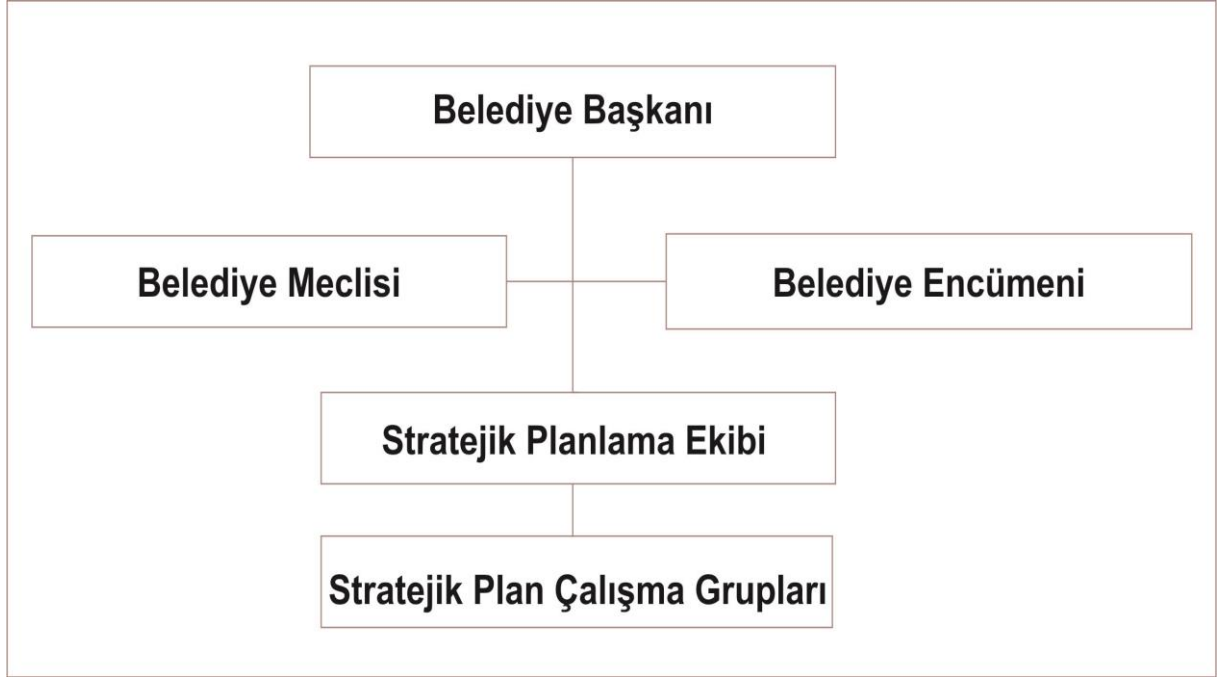 Belediye Başkanı
Belediye Meclisi
Belediye Encümeni
Stratejik Planlama Ekibi
Stratejik Plan Çalışma Grupları